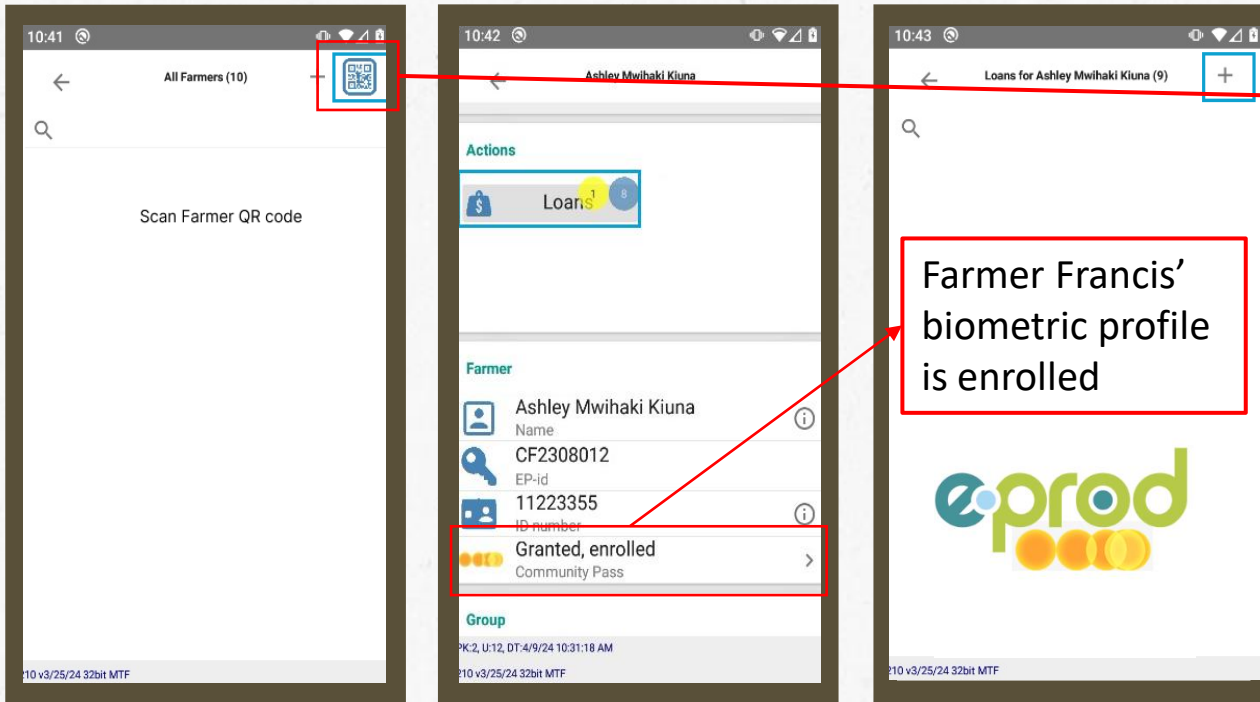 10:41
All Farmers (10)
Scan Farmer QR code
210 v3/25/24 32bit MTF
10:42
Ashley Mwihaki Kiuna
Actions
Loans
1
8
Farmer
Ashley Mwihaki Kiuna
Name
CF2308012
EP-id
11223355
ID number
Granted, enrolled
Community Pass
Group
PK:2, U:12, DT:4/9/24 10:31:18 AM
210 v3/25/24 32bit MTF
10:43
Loans for Ashley Mwihaki Kiuna (9)
Farmer Francis’
biometric profile
is enrolled
e•prod
210 v3/25/24 32bit MTF